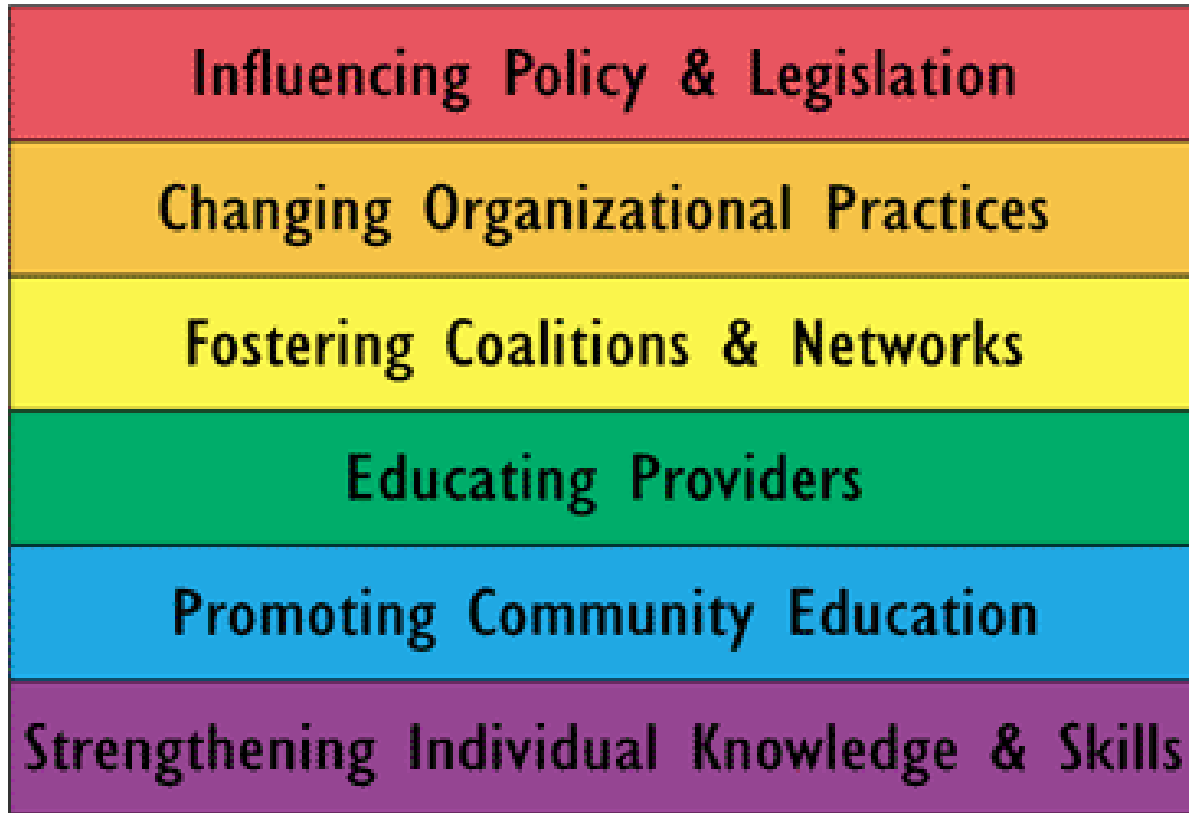 Influencing Policy & Legislation
Changing Organizational Practices
Fostering Coalitions & Networks
Educating Providers
Promoting Community Education
Strengthening Individual Knowledge & Skills